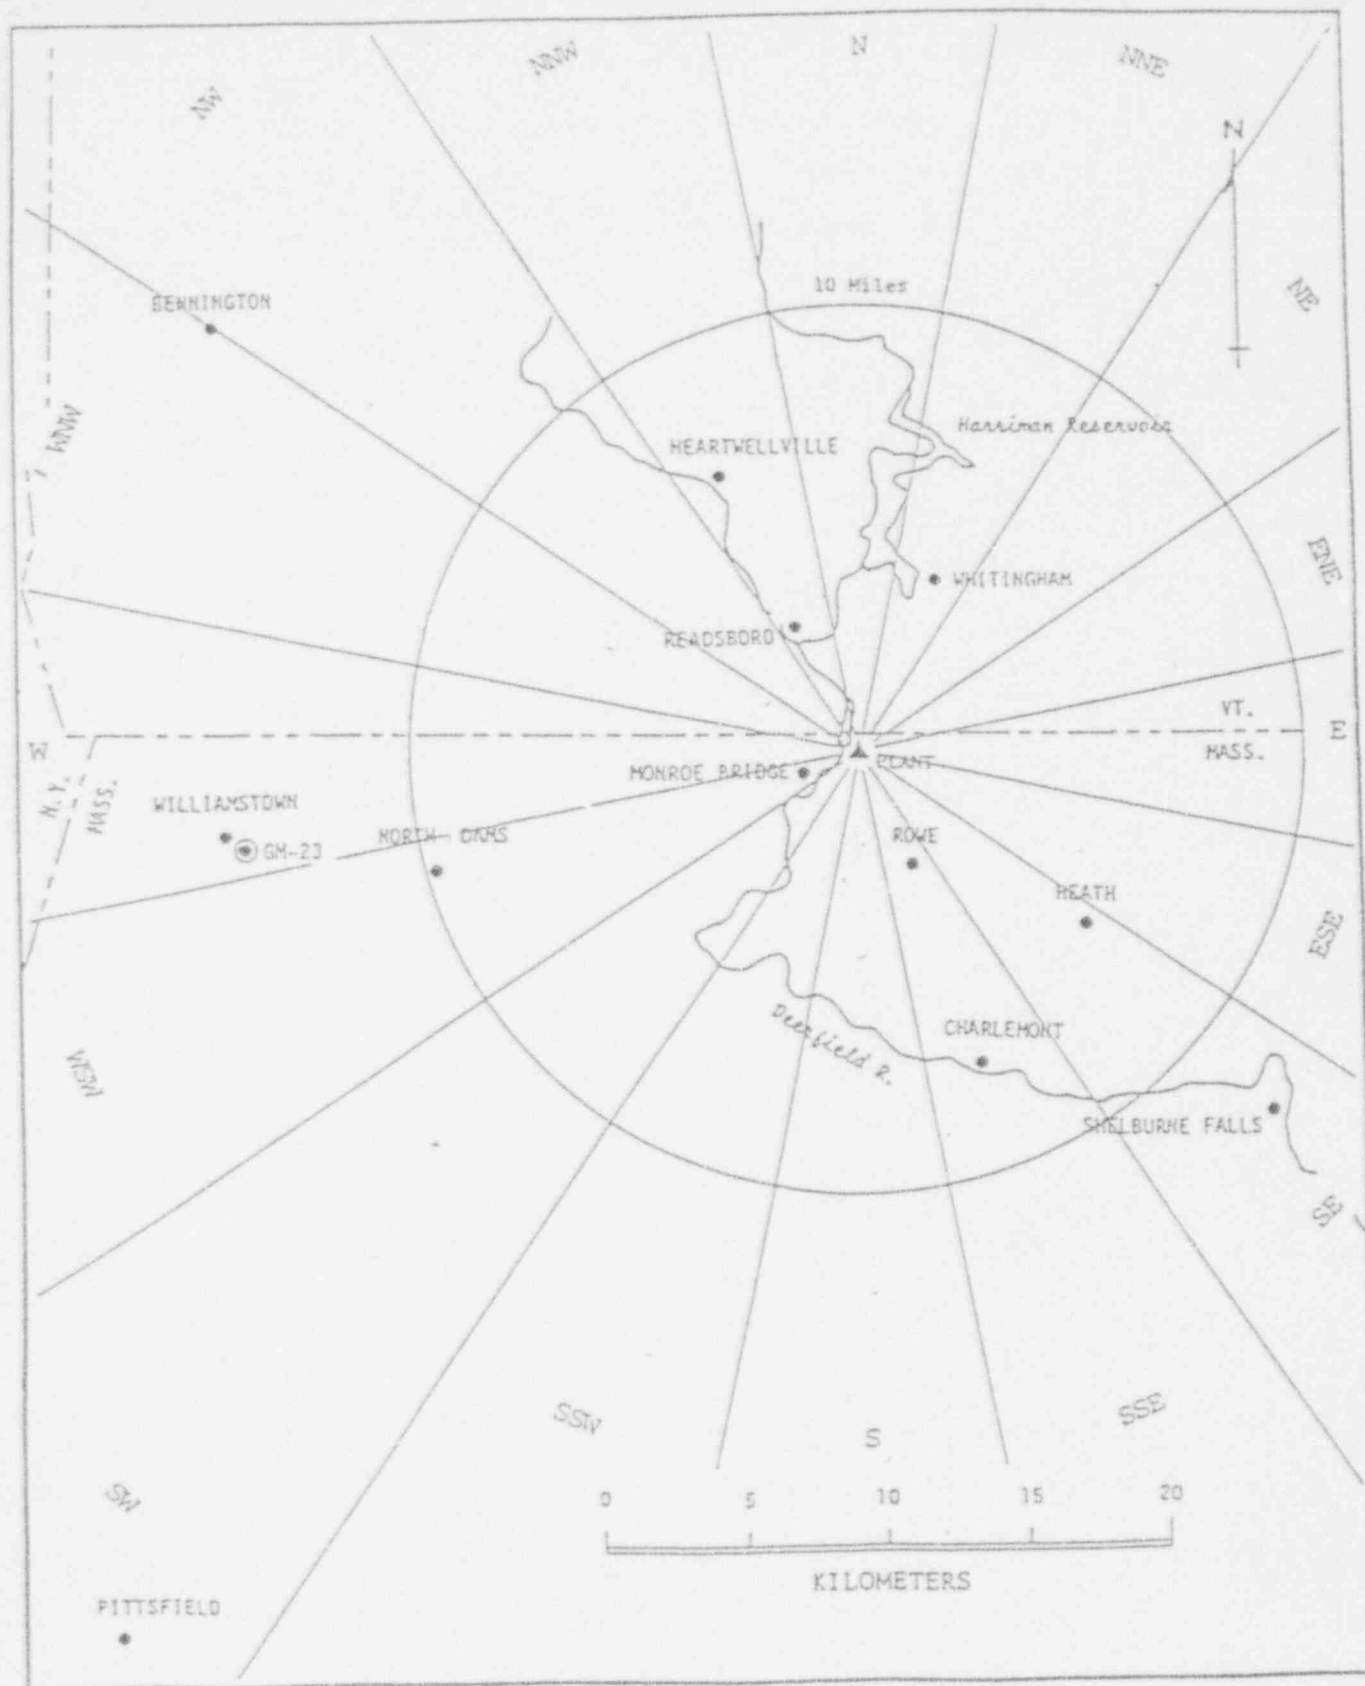 NNW
N
NNE
NW
N
NE
10 Miles
BENNINGTON
WNW
Harriman Reservoir
HEARTWELLVILLE
ENE
WHITINGHAM
READSBORO
VT.
W
E
MASS.
PLANT
MONROE BRIDGE
N.Y.
MASS.
WILLIAMSTOWN
GM-23
NORTH
ROWE
HEATH
ESE
Deerfield R.
CHARLEMONT
WSW
SHELBURNE FALLS
SE
SSW
S
SSE
SW
0 5 10 15 20
KILOMETERS
PITTSFIELD